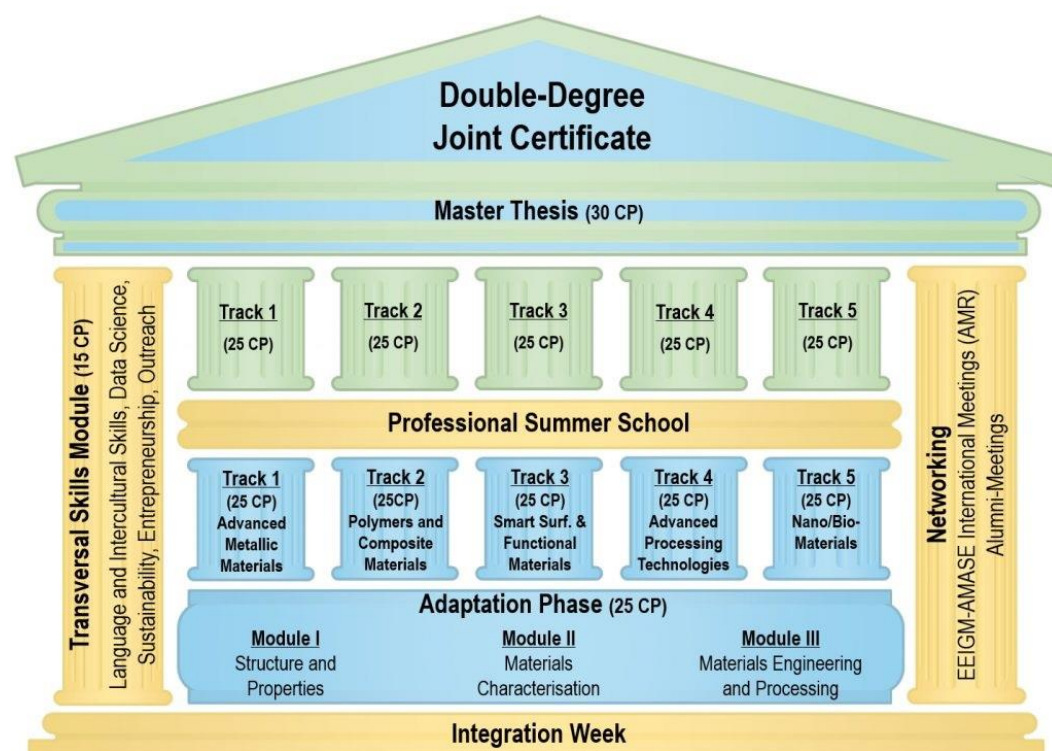 Double-Degree
Joint Certificate
Master Thesis (30 CP)
Transversal Skills Module (15 CP)
Language and Intercultural Skills, Data Science,
Sustainability, Entrepreneurship, Outreach
Track 1
(25 CP)
Track 2
(25 CP)
Track 3
(25 CP)
Track 4
(25 CP)
Track 5
(25 CP)
Professional Summer School
Track 1
(25 CP)
Advanced
Metallic
Materials
Track 2
(25CP)
Polymers and
Composite
Materials
Track 3
(25 CP)
Smart Surf. &
Functional
Materials
Track 4
(25 CP)
Advanced
Processing
Technologies
Track 5
(25 CP)
Nano/Bio-
Materials
Adaptation Phase (25 CP)
Module I
Structure and
Properties
Module II
Materials
Characterisation
Module III
Materials Engineering
and Processing
Networking
EEIGM-AMASE International Meetings (AMR)
Alumni-Meetings
Integration Week